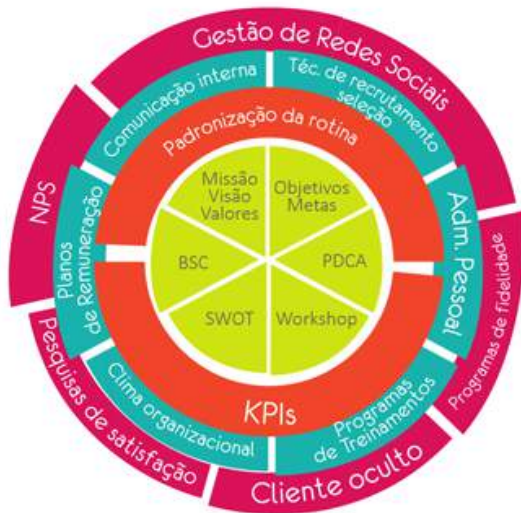 Gestão de Redes Sociais
Comunicação interna
Téc. de recrutamento
seleção
Padronização da rotina
Missão
Visão
Valores
Objetivos
Metas
NPS
Planos
de Remuneração
BSC
PDCA
Adm. Pessoal
Programas de fidelidade
SWOT
Workshop
KPIs
Clima organizacional
Programas
de Treinamentos
Pesquisas de satisfação
Cliente oculto